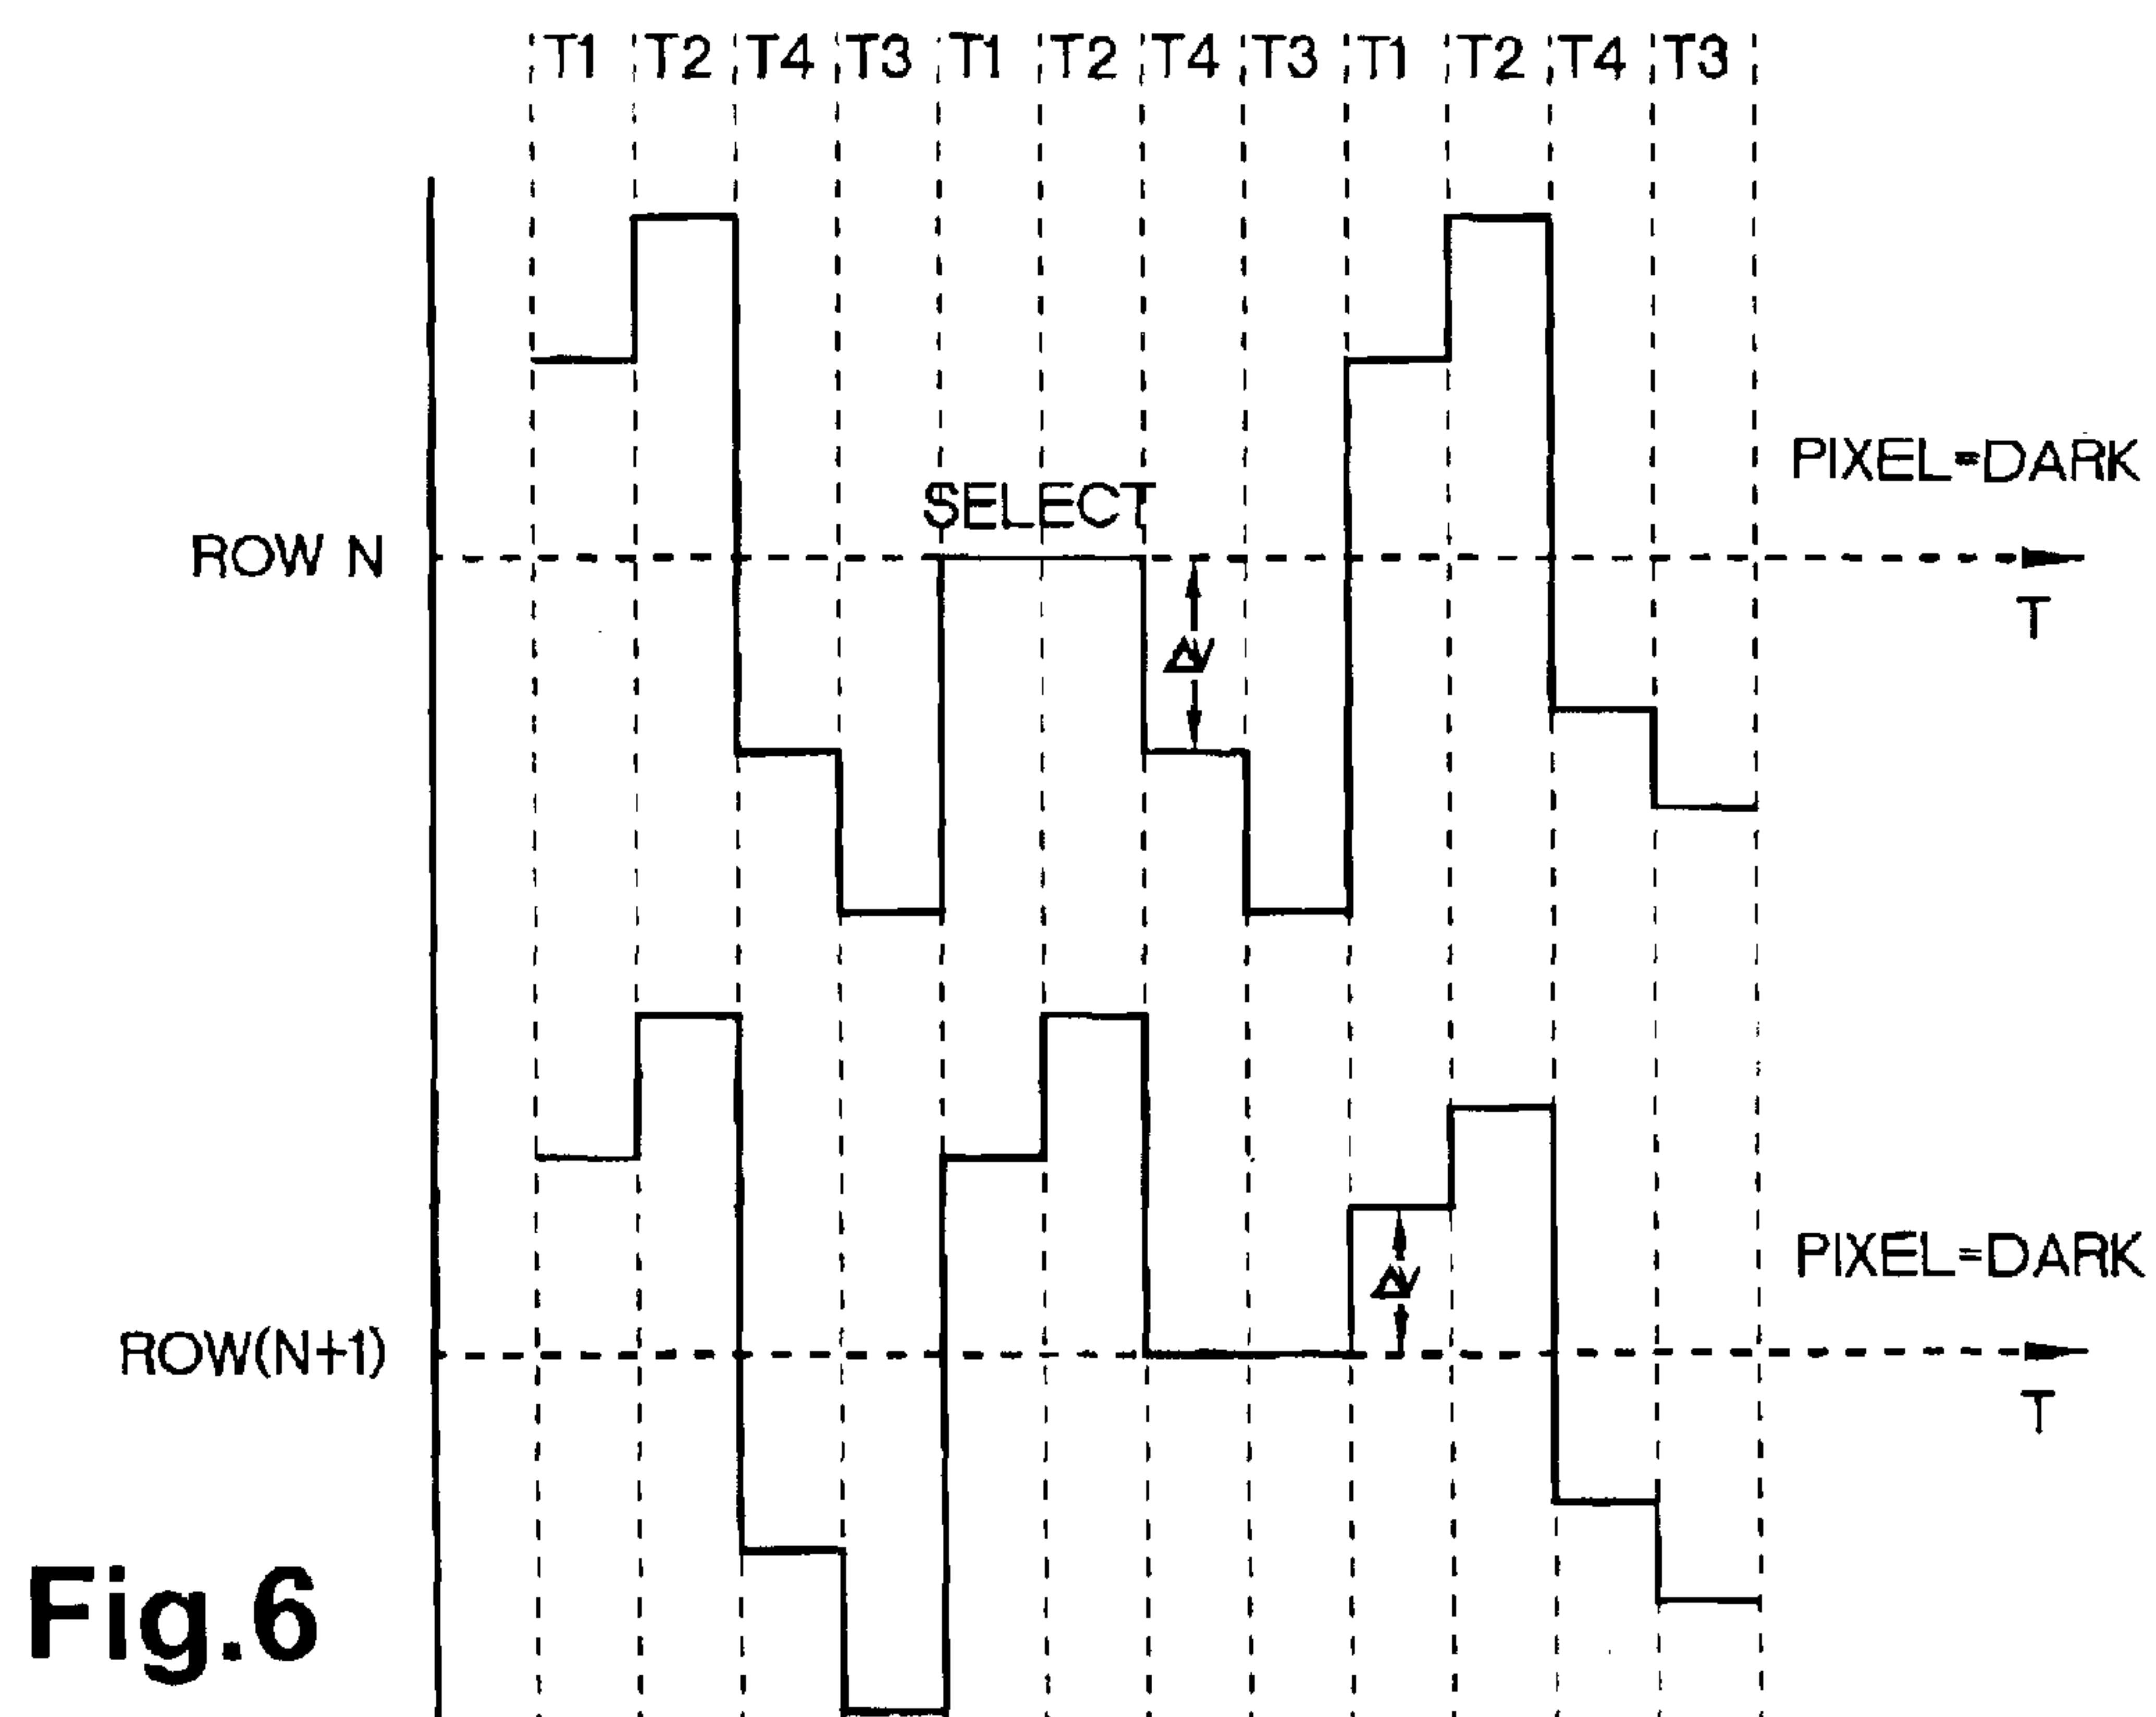 T1 T2 T4 T3 T1 T2 T4 T3 T1 T2 T4 T3
PIXEL=DARK
SELECT
ROW N
T
ΔV
PIXEL=DARK
ΔV
ROW(N+1)
T
Fig.6